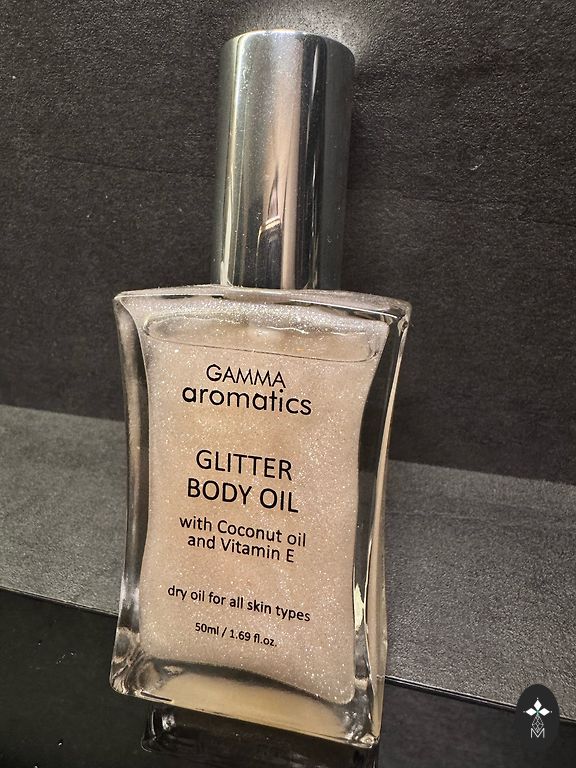 GAMMA
aromatics
GLITTER
BODY OIL
with Coconut oil
and Vitamin E
dry oil for all skin types
50ml / 1.69 fl.oz.
M